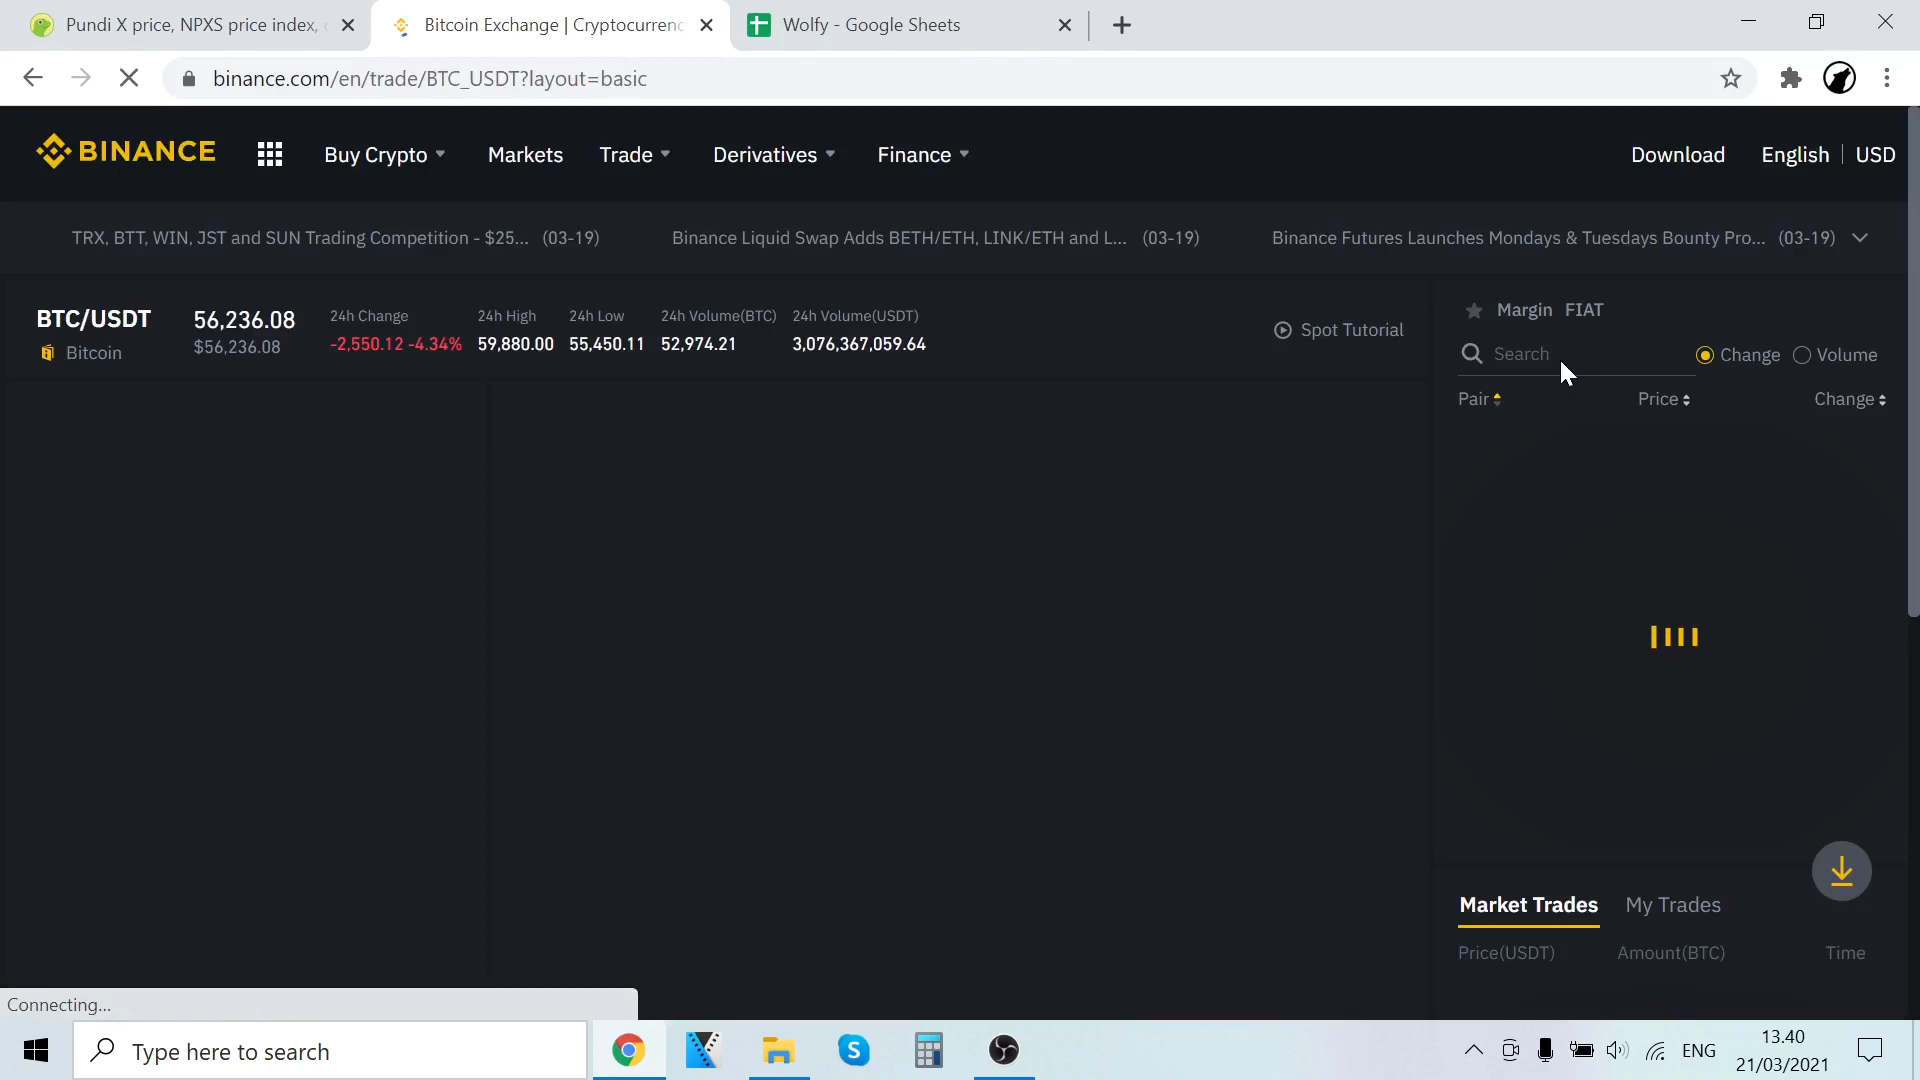 Pundi X price, NPXS price index,
Bitcoin Exchange | Cryptocurrenc
Wolfy - Google Sheets
binance.com/en/trade/BTC_USDT?layout=basic
BINANCE
Buy Crypto
Markets
Trade
Derivatives
Finance
Download
English
USD
TRX, BTT, WIN, JST and SUN Trading Competition - $25... (03-19)
Binance Liquid Swap Adds BETH/ETH, LINK/ETH and L... (03-19)
Binance Futures Launches Mondays & Tuesdays Bounty Pro... (03-19)
BTC/USDT
Bitcoin
56,236.08
$56,236.08
24h Change
-2,550.12 -4.34%
24h High
59,880.00
24h Low
55,450.11
24h Volume(BTC)
52,974.21
24h Volume(USDT)
3,076,367,059.64
Spot Tutorial
Margin FIAT
Search
Change
Volume
Pair
Price
Change
Market Trades
My Trades
Price(USDT)
Amount(BTC)
Time
Connecting...
Type here to search
S
ENG
13.40
21/03/2021